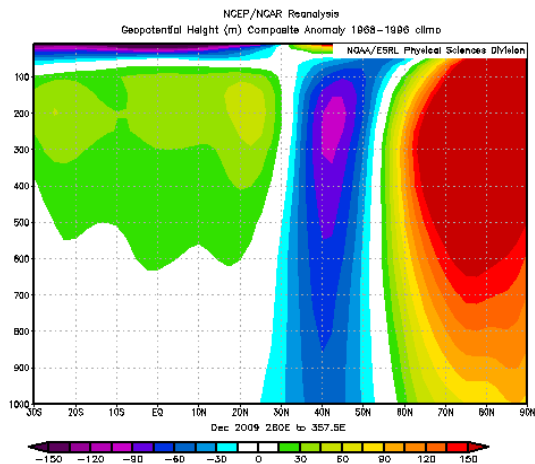 NCEP/NCAR Reanalysis
Geopotential Height (m) Composite Anomaly 1968-1996 climo
NOAA/ESRL Physical Sciences Division
100
200
300
400
500
600
700
800
900
1000
30S 20S 10S EQ 10N 20N 30N 40N 50N 60N 70N 80N 90N
Dec 2009 280E to 357.5E
-150 -120 -90 -60 -30 0 30 60 90 120 150